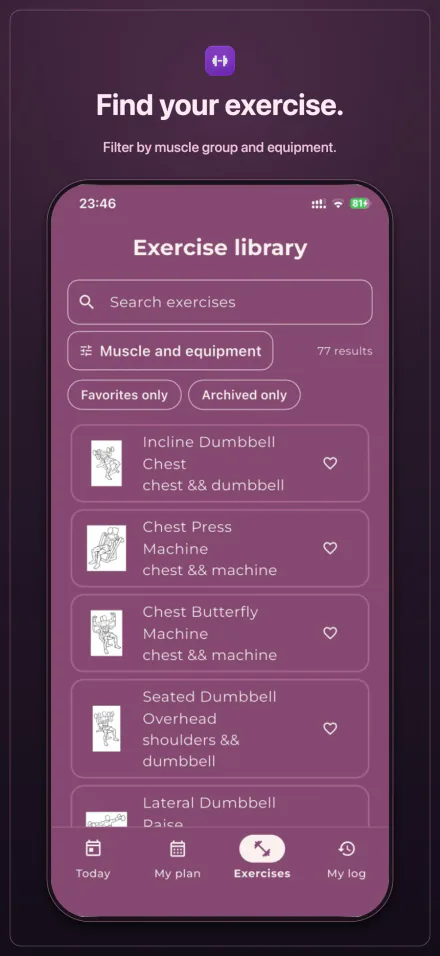 Find your exercise.
Filter by muscle group and equipment.
23:46
81
Exercise library
Search exercises
Muscle and equipment
77 results
Favorites only
Archived only
Incline Dumbbell
Chest
chest && dumbbell
Chest Press
Machine
chest && machine
Chest Butterfly
Machine
chest && machine
Seated Dumbbell
Overhead
shoulders &&
dumbbell
Lateral Dumbbell
Raise
Today
My plan
Exercises
My log